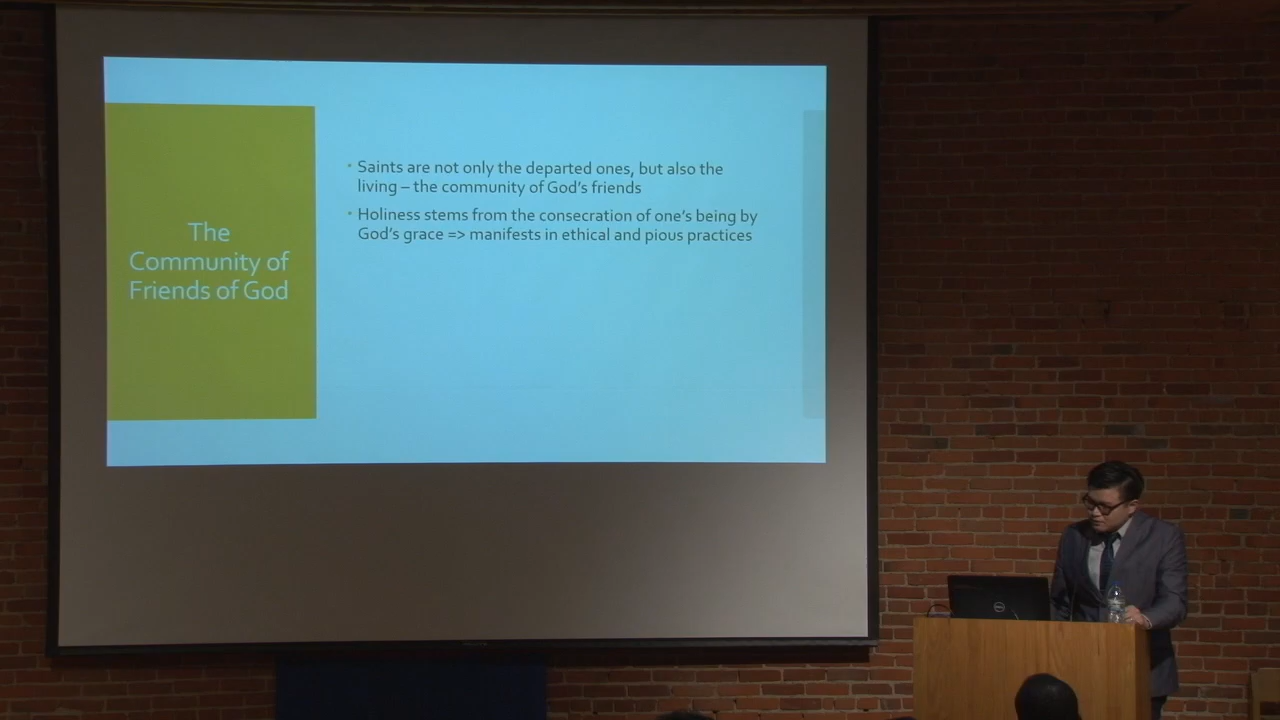 The
Community of
Friends of God
• Saints are not only the departed ones, but also the
living – the community of God's friends
• Holiness stems from the consecration of one's being by
God's grace => manifests in ethical and pious practices
DELL